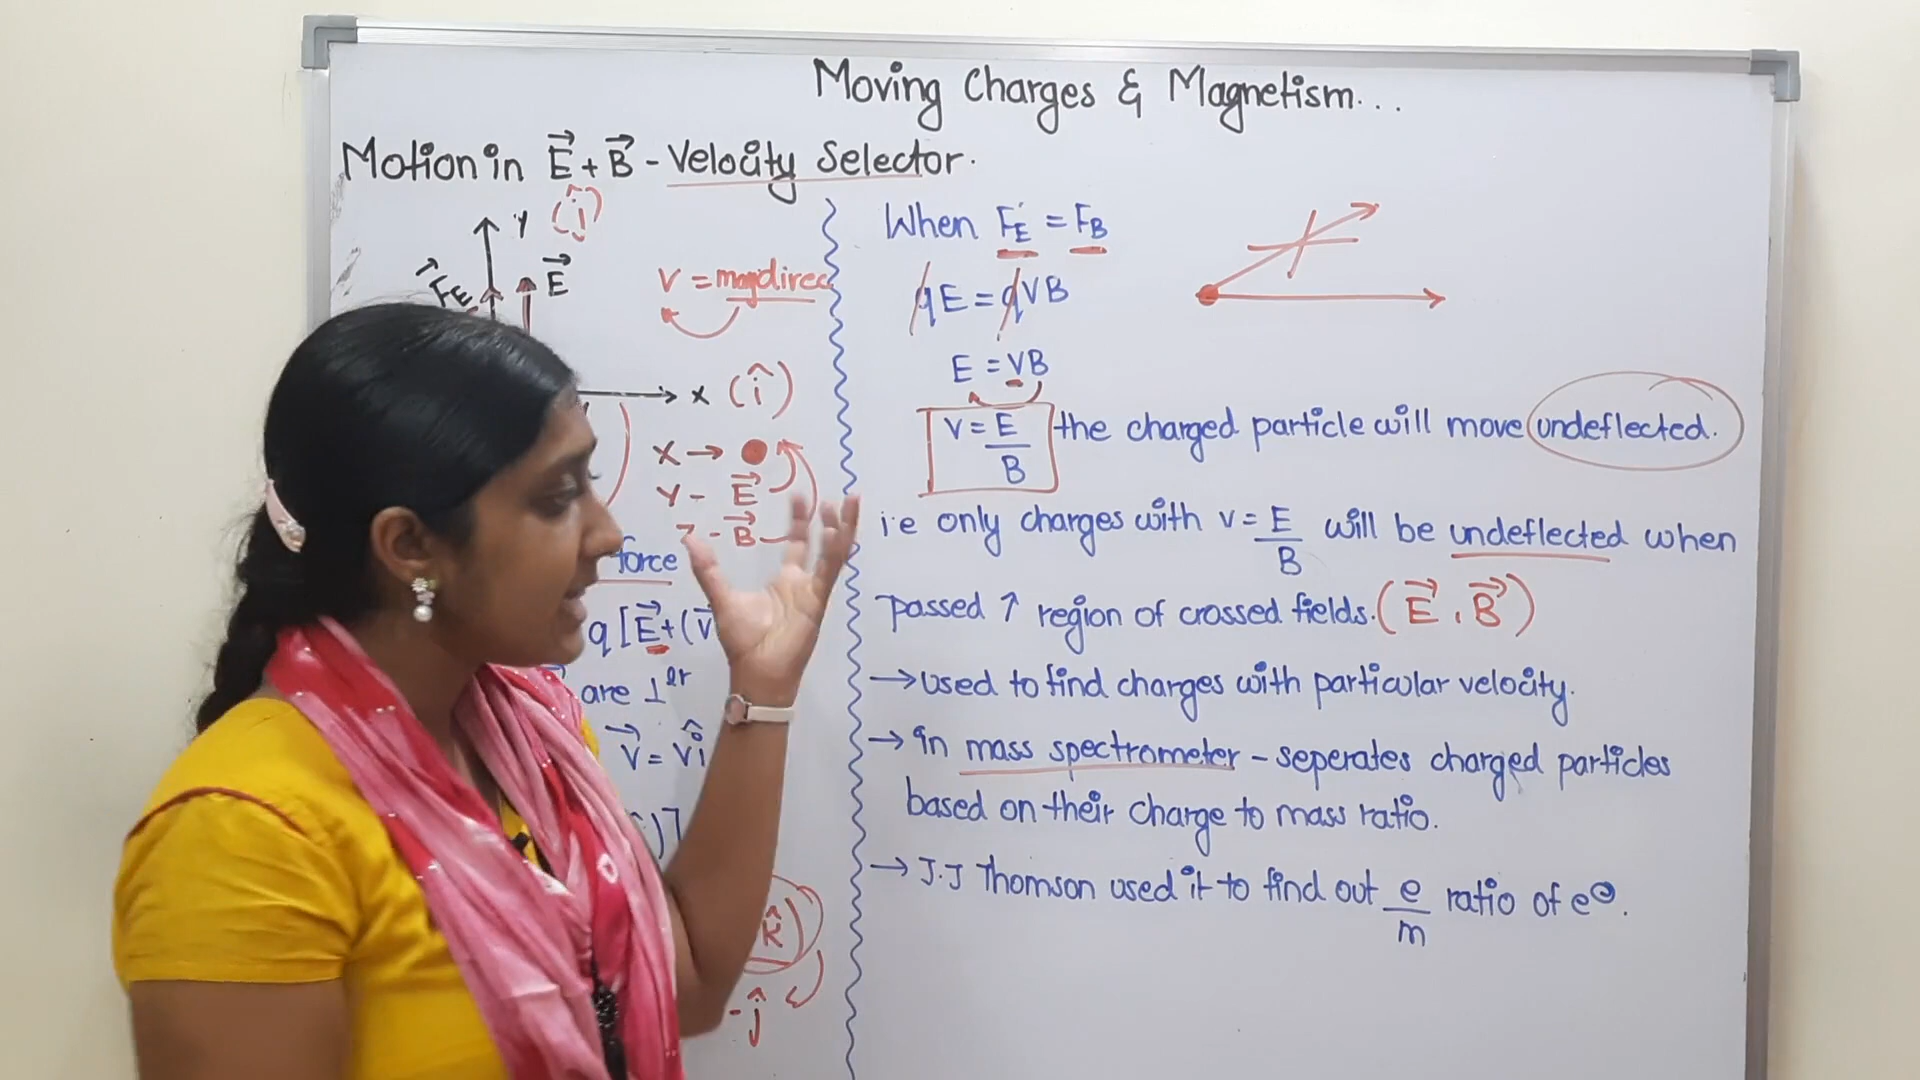 Moving Charges & Magnetism...
Motion in E⃗ + B⃗ - Velocity Selector.
Y (ĵ)
F⃗E E⃗
V = mag direc
X (î)
X →
Y - E⃗
Z - B⃗
force
q[E⃗+(v⃗
are ⊥lr
V⃗ = Vî
)]
k̂)
-ĵ
When FE = FB
qE = qVB
E = VB
V = E/B the charged particle will move undeflected.
i.e only charges with v = E/B will be undeflected when
passed ↑ region of crossed fields. (E⃗, B⃗)
→ used to find charges with particular velocity.
→ in mass spectrometer - seperates charged particles
based on their charge to mass ratio.
→ J.J Thomson used it to find out e/m ratio of e⊖.